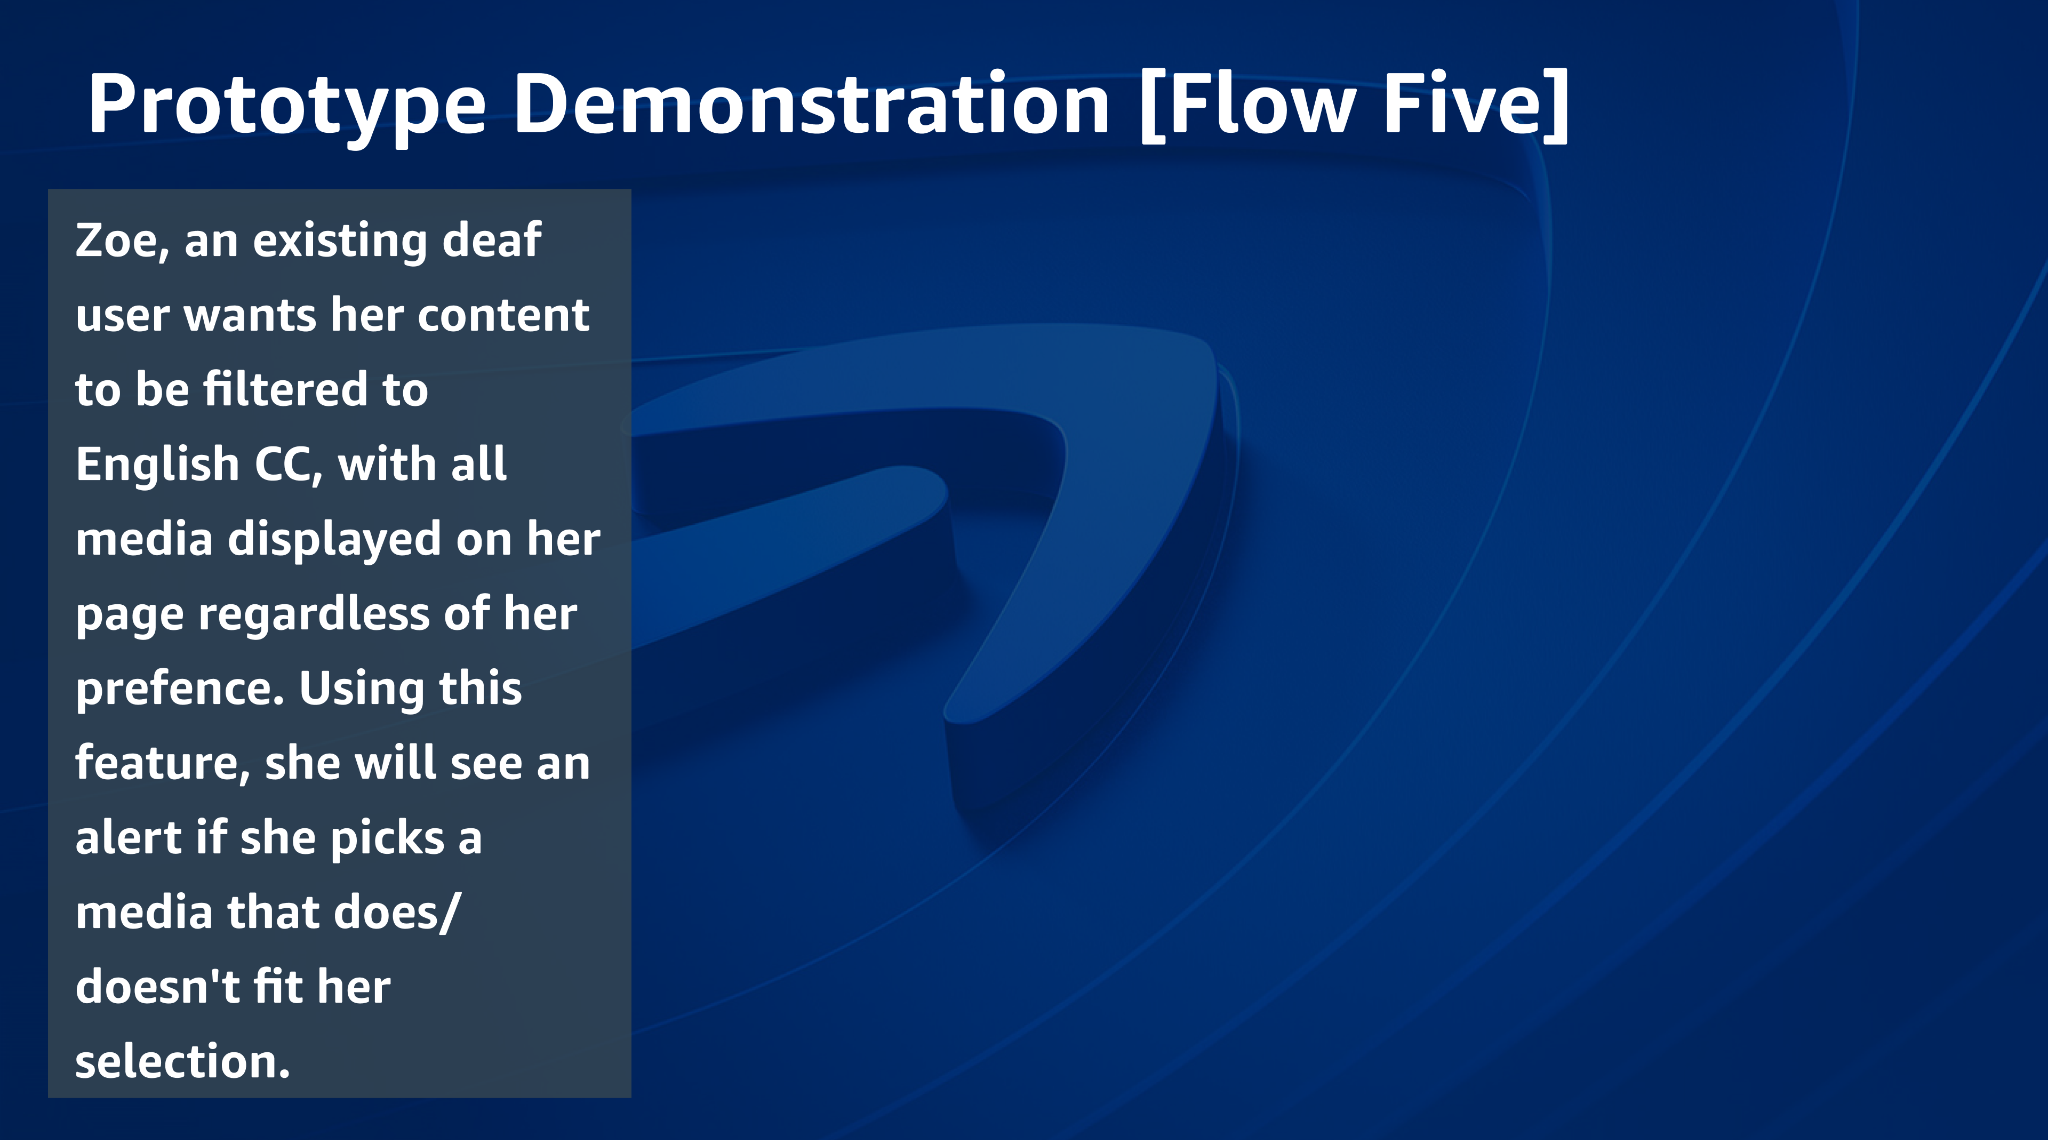 Prototype Demonstration [Flow Five]
Zoe, an existing deaf
user wants her content
to be filtered to
English CC, with all
media displayed on her
page regardless of her
prefence. Using this
feature, she will see an
alert if she picks a
media that does/
doesn't fit her
selection.